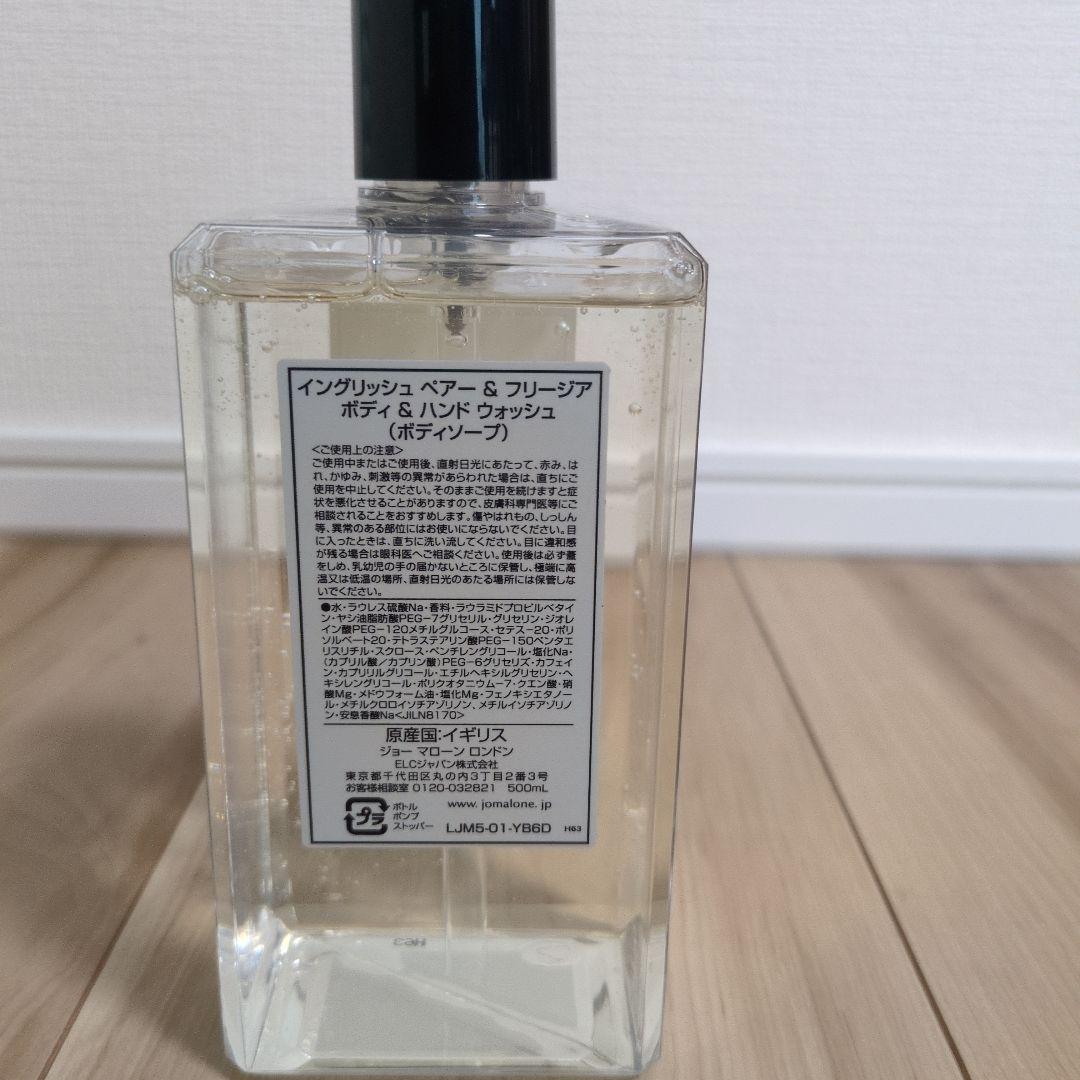 イングリッシュ ペアー & フリージア
ボディ & ハンド ウォッシュ
(ボディソープ)
<ご使用上の注意>
ご使用中またはご使用後、直射日光にあたって、赤み、は
れ、かゆみ、刺激等の異常があらわれた場合は、直ちにご
使用を中止してください。そのままご使用を続けますと症
状を悪化させることがありますので、皮膚科専門医等にご
相談されることをおすすめします。傷やはれもの、しっしん
等、異常のある部位にはお使いにならないでください。目
に入ったときは、直ちに洗い流してください。目に違和感
が残る場合は眼科医へご相談ください。使用後は必ず蓋
をしめ、乳幼児の手の届かないところに保管し、極端に高
温又は低温の場所、直射日光のあたる場所には保管しな
いでください。
●水・ラウレス硫酸Na・香料・ラウラミドプロピルベタイ
ン・ヤシ油脂肪酸PEG-7グリセリル・グリセリン・ジオレ
イン酸PEG-120メチルグルコース・セテス-20・ポリ
ソルベート20・テトラステアリン酸PEG-150ペンタエ
リスリチル・スクロース・ペンチレングリコール・塩化Na・
(カプリル酸/カプリン酸)PEG-6グリセリズ・カフェイ
ン・カプリリルグリコール・エチルヘキシルグリセリン・ヘ
キシレングリコール・ポリクオタニウム-7・クエン酸・硝
酸Mg・メドウフォーム油・塩化Mg・フェノキシエタノー
ル・メチルクロロイソチアゾリノン、メチルイソチアゾリノ
ン・安息香酸Na<JILN8170>
原産国:イギリス
ジョー マローン ロンドン
ELCジャパン株式会社
東京都千代田区丸の内3丁目2番3号
お客様相談室 0120-032821 500mL
プラ
ボトル
ポンプ
ストッパー
www. jomalone. jp
LJM5-01-YB6D H63
H63